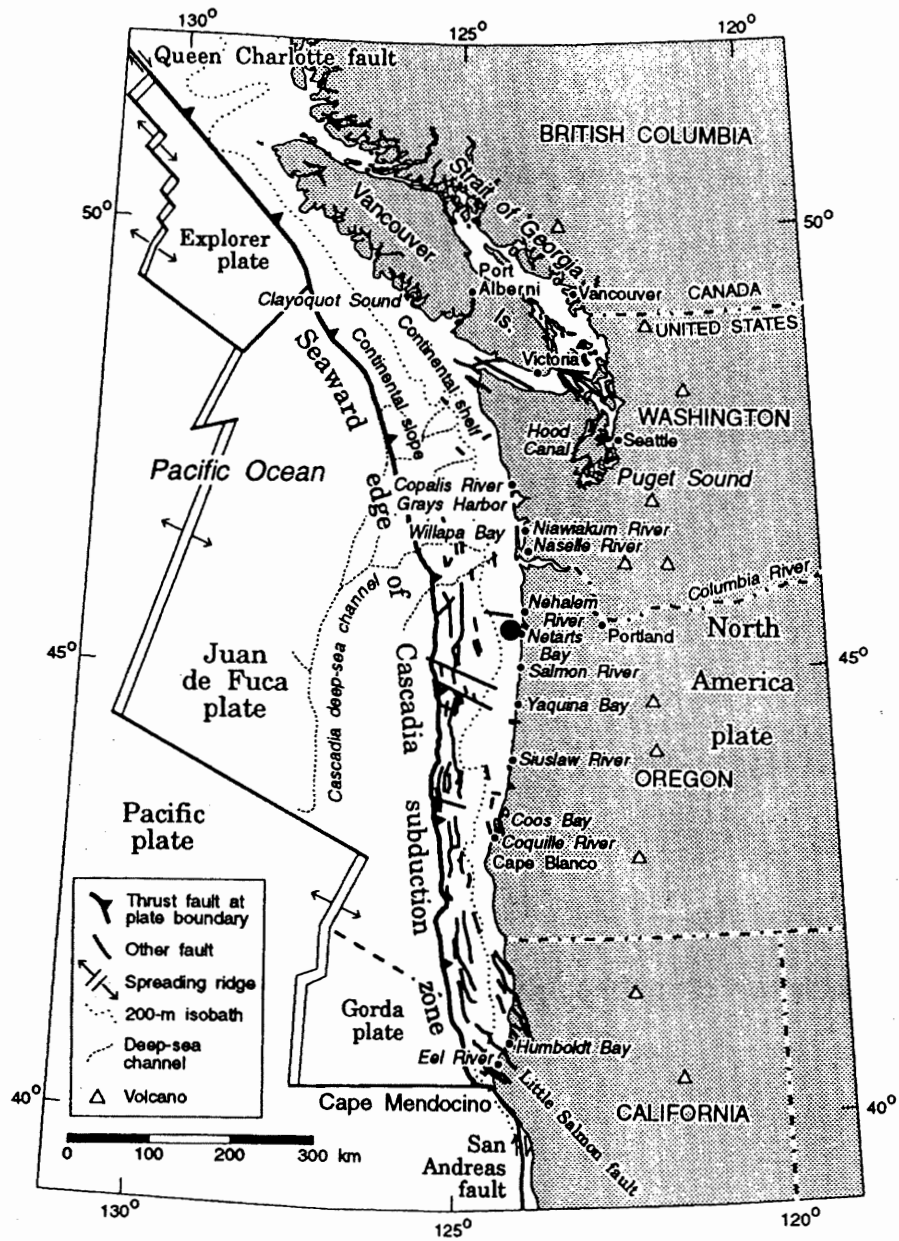 130°
125°
120°
Queen Charlotte fault
BRITISH COLUMBIA
Strait of Georgia
Vancouver
Is.
50°
50°
Explorer
plate
Port
Alberni
Vancouver
CANADA
Clayoquot Sound
UNITED STATES
Continental shelf
Continental slope
Seaward
edge
of
Cascadia
subduction
zone
Victoria
WASHINGTON
Hood
Canal
Seattle
Pacific Ocean
Puget Sound
Copalis River
Grays Harbor
Willapa Bay
Niawiakum River
Naselle River
Columbia River
Cascadia deep-sea channel
Nehalem
River
Netarts
Bay
Portland
North
America
plate
45°
45°
Juan
de Fuca
plate
Salmon River
Yaquina Bay
Siuslaw River
OREGON
Pacific
plate
Coos Bay
Coquille River
Cape Blanco
Thrust fault at
plate boundary
Other fault
Spreading ridge
200-m isobath
Deep-sea
channel
Volcano
Gorda
plate
Eel River
Humboldt Bay
Little Salmon fault
40°
40°
Cape Mendocino
CALIFORNIA
0 100 200 300 km
San
Andreas
fault
130°
125°
120°